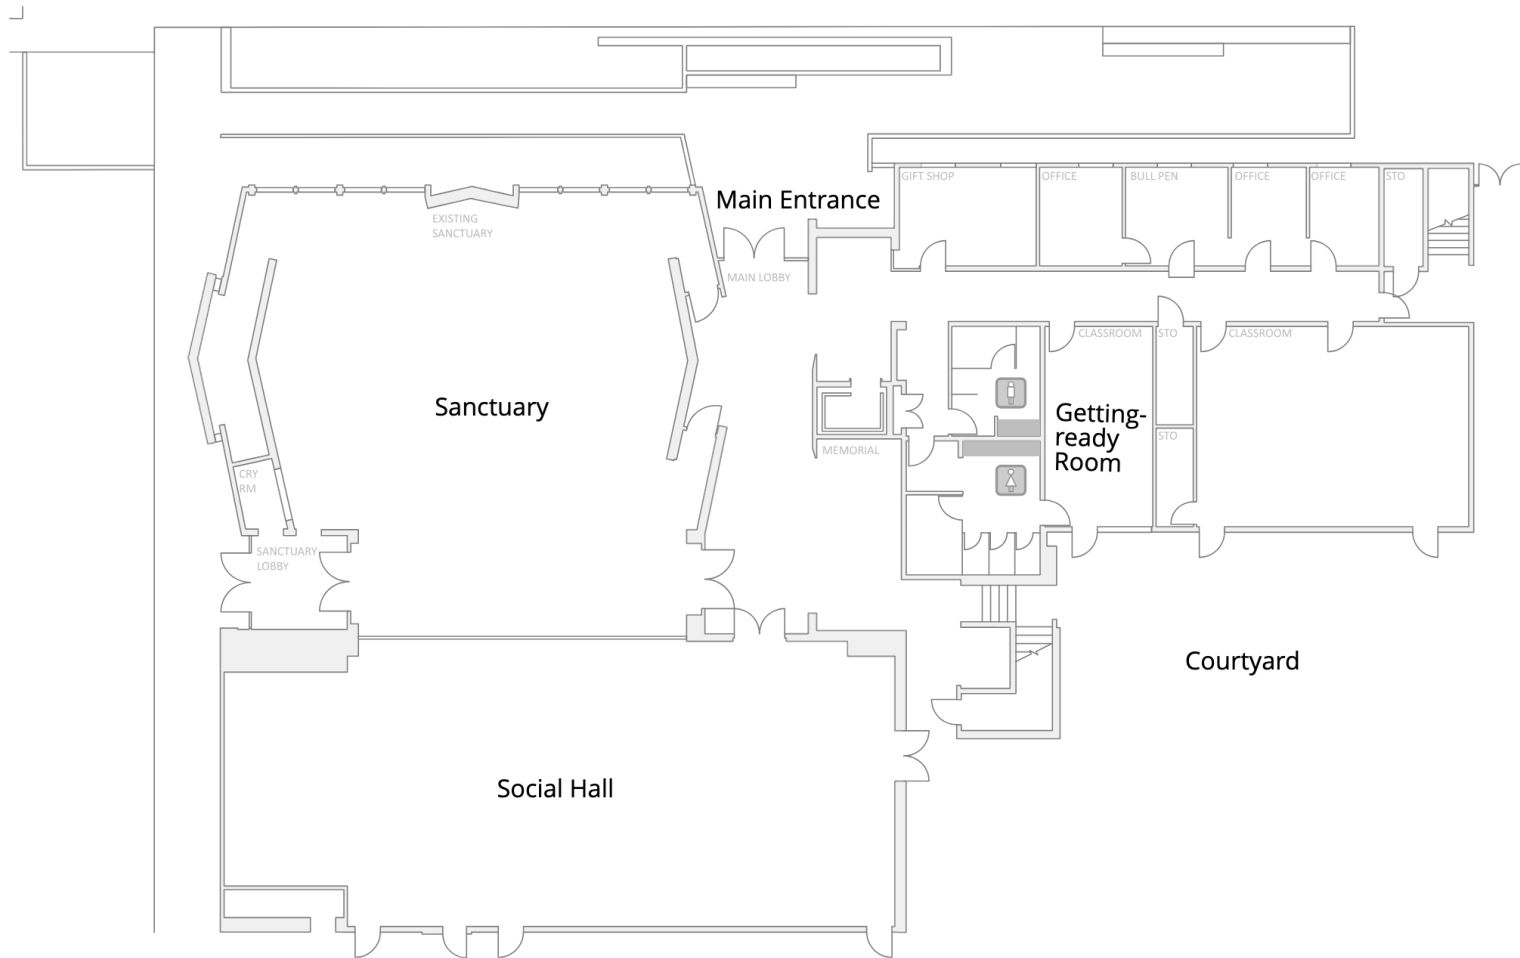 GIFT SHOP
OFFICE
BULL PEN
OFFICE
OFFICE
STO
Main Entrance
EXISTING
SANCTUARY
MAIN LOBBY
CLASSROOM
STO
CLASSROOM
Sanctuary
Getting-
ready
Room
STO
MEMORIAL
CRY
RM
SANCTUARY
LOBBY
Courtyard
Social Hall